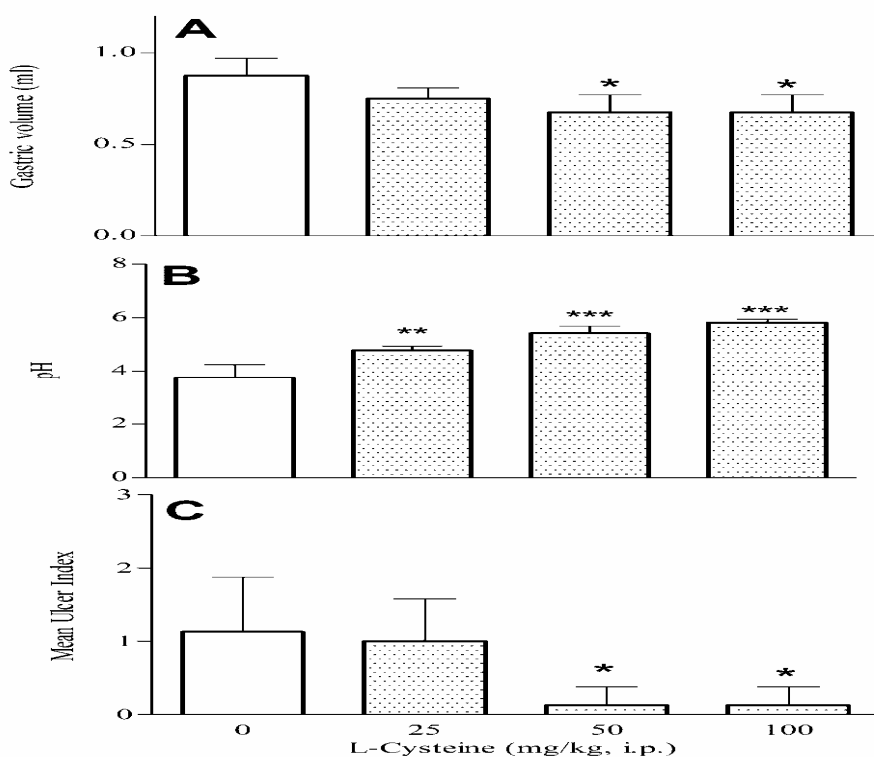 A
Gastric volume (ml)
1.0
0.5
0.0
*
*
B
pH
8
6
4
2
0
**
***
***
C
Mean Ulcer Index
3
2
1
0
*
*
0 25 50 100
L-Cysteine (mg/kg, i.p.)